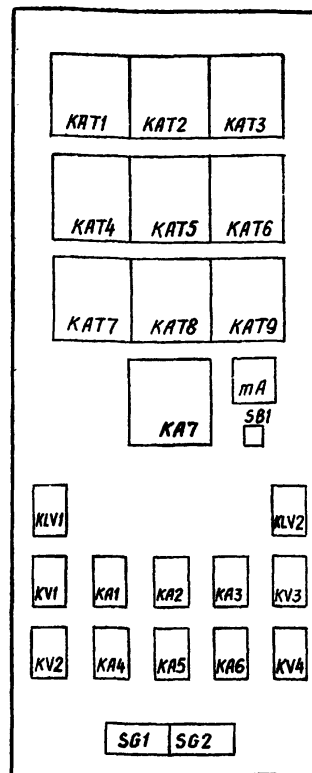 KAT1 KAT2 KAT3
KAT4 KAT5 KAT6
KAT7 KAT8 KAT9
KA7 mA
SB1
KLV1 KLV2
KV1 KA1 KA2 KA3 KV3
KV2 KA4 KA5 KA6 KV4
SG1 SG2